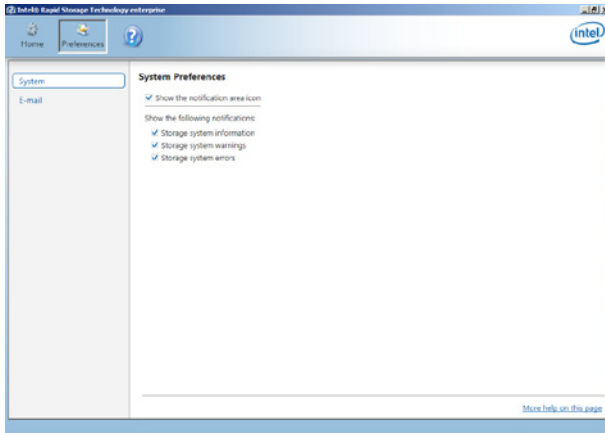 Intel® Rapid Storage Technology enterprise
Home
Preferences
?
intel
System
E-mail
System Preferences
Show the notification area icon
Show the following notifications:
Storage system information
Storage system warnings
Storage system errors
More help on this page